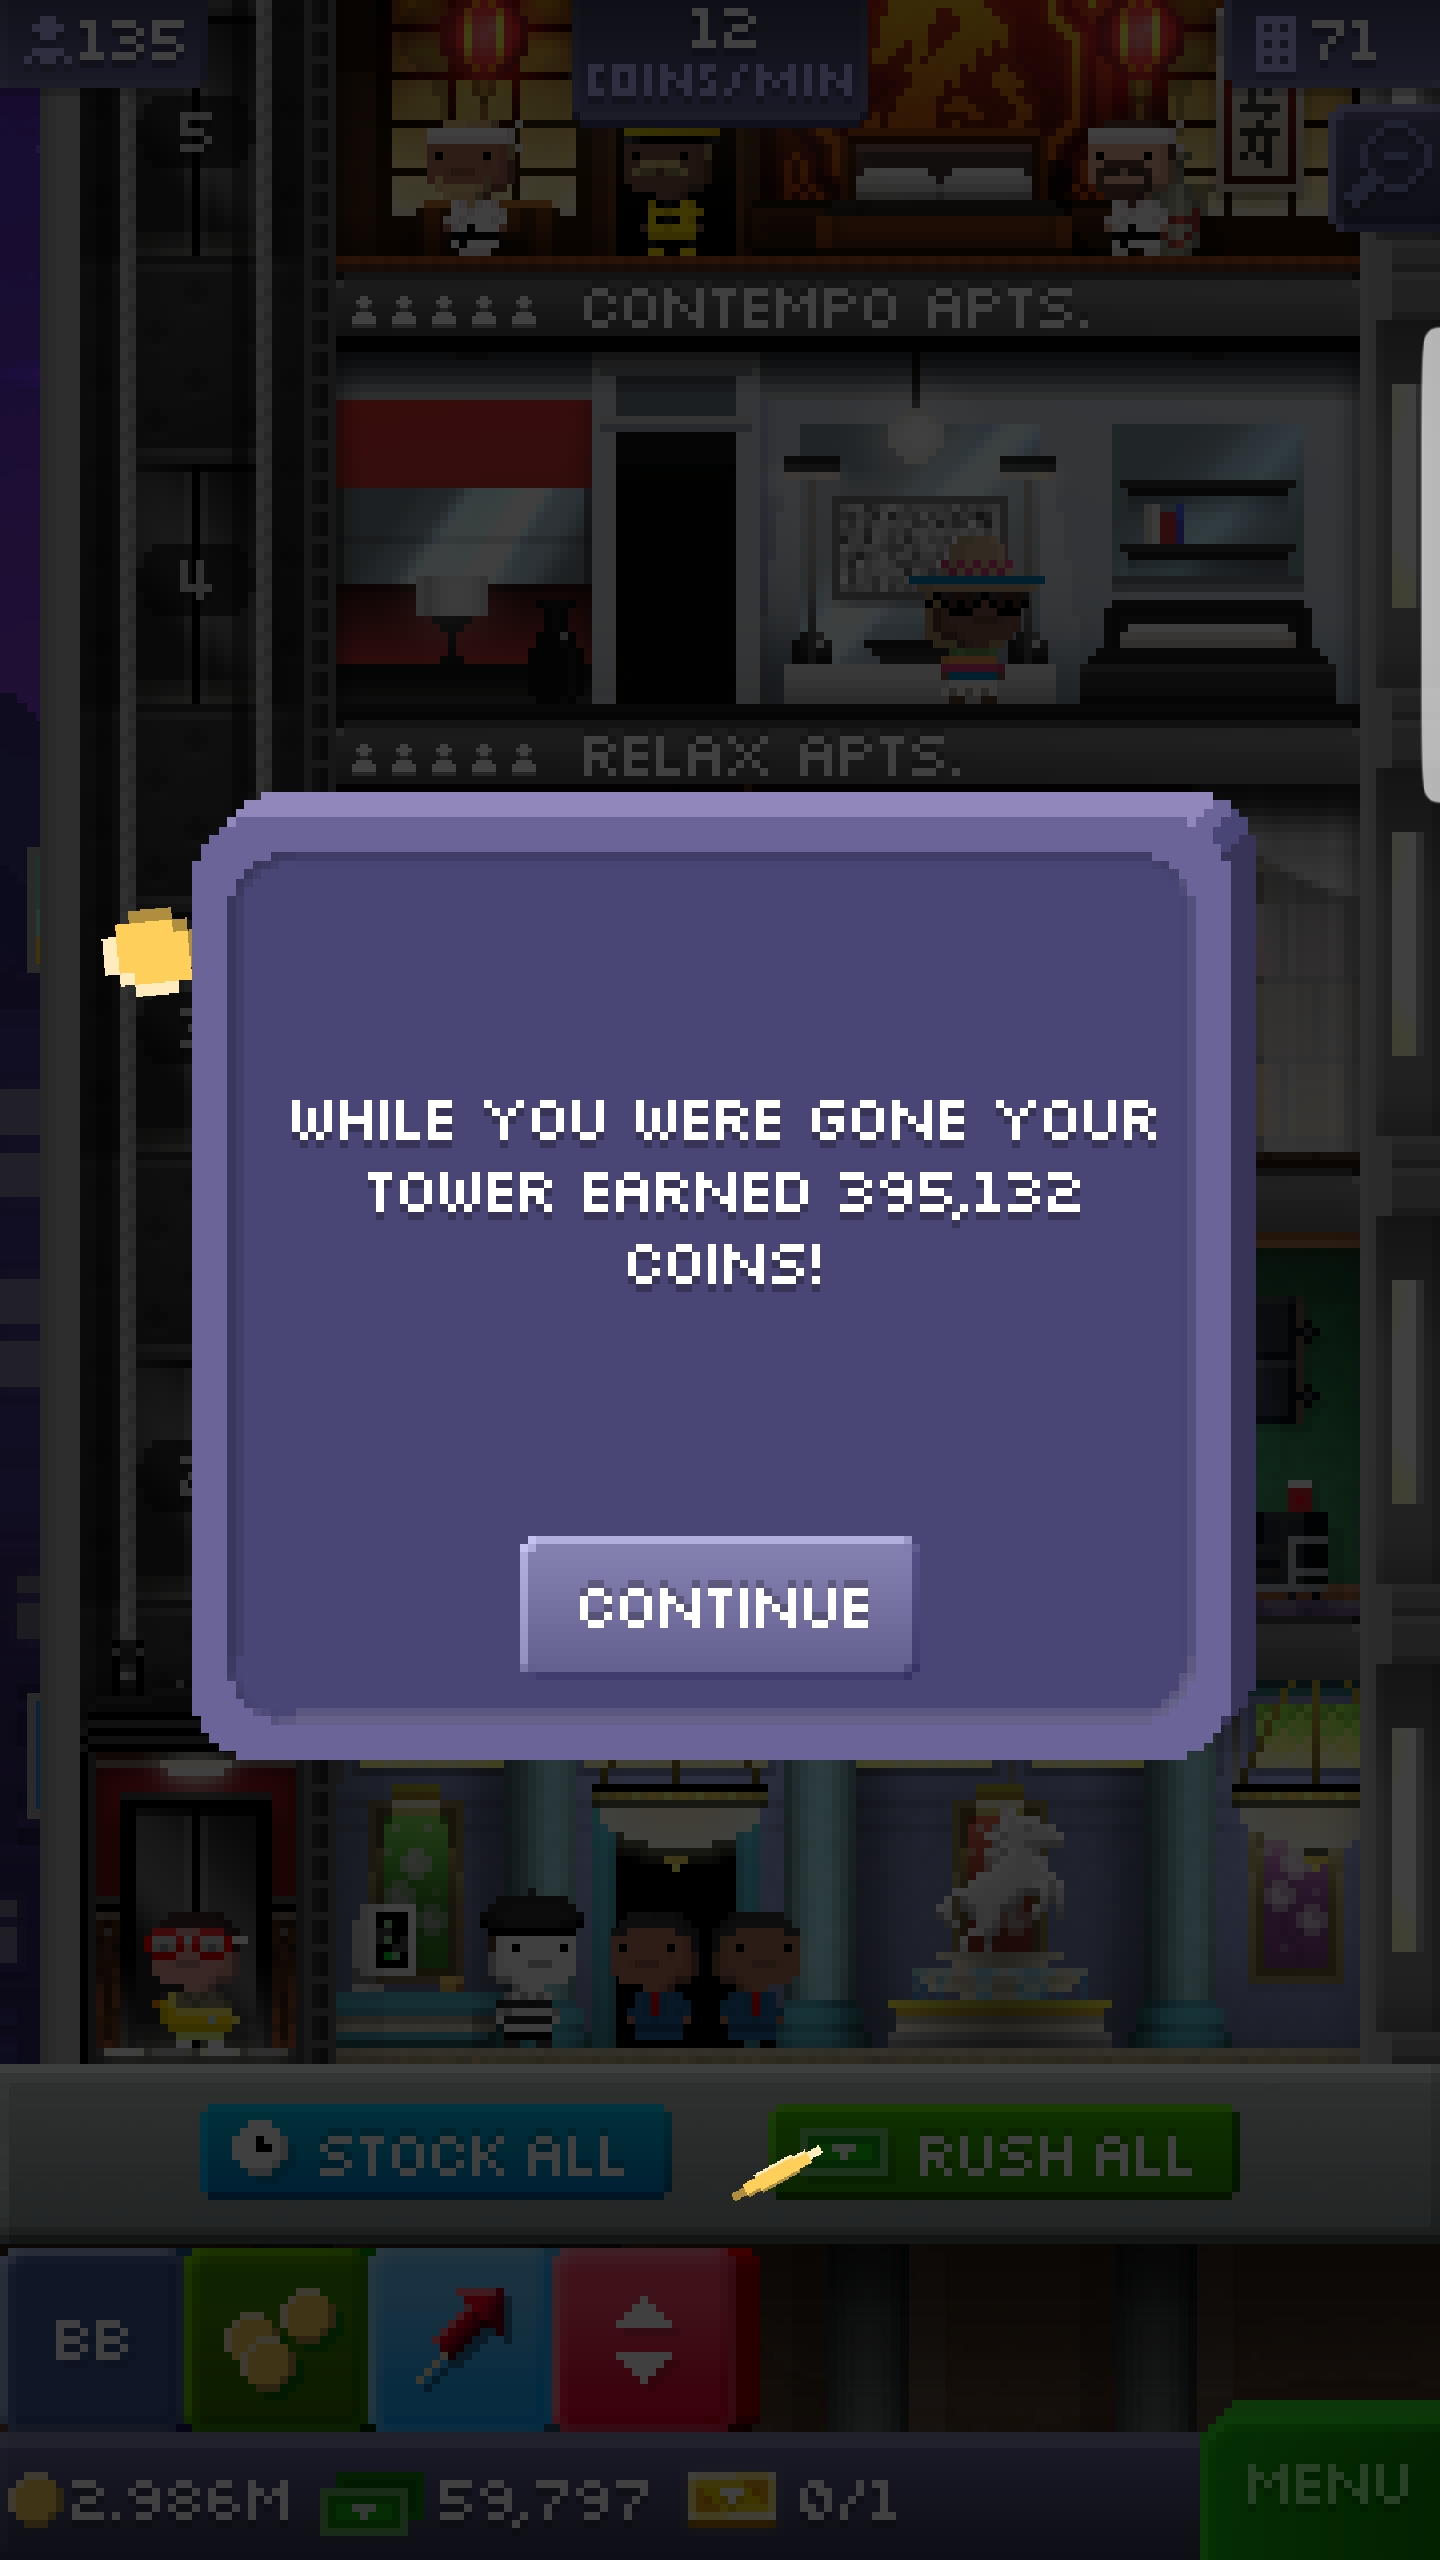 135
12
COINS/MIN
71
5
CONTEMPO APTS.
4
RELAX APTS.
WHILE YOU WERE GONE YOUR
TOWER EARNED 395,132
COINS!
CONTINUE
STOCK ALL
RUSH ALL
BB
2.986M
59,797
0/1
MENU